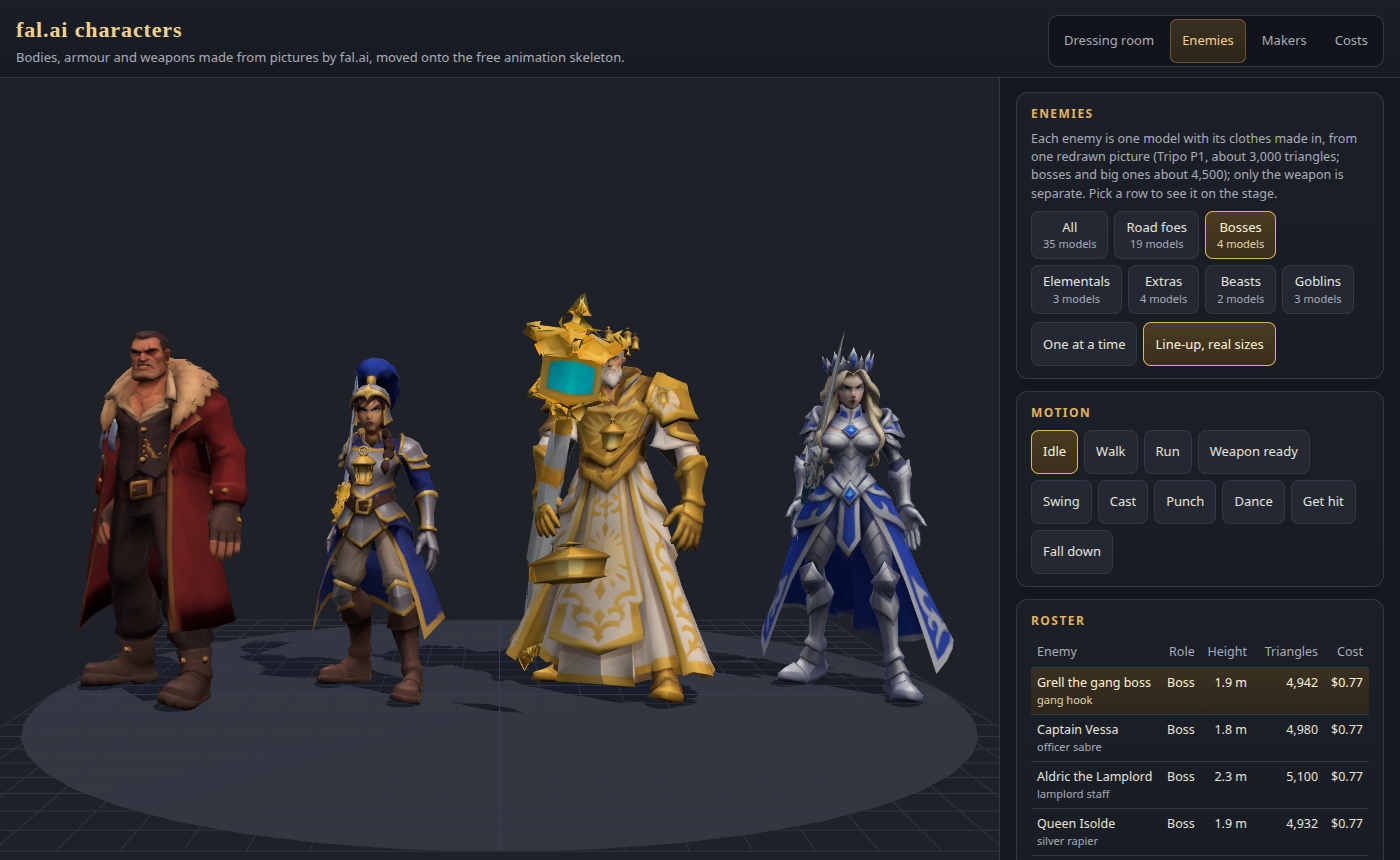 fal.ai characters
Bodies, armour and weapons made from pictures by fal.ai, moved onto the free animation skeleton.
Dressing room Enemies Makers Costs
ENEMIES
Each enemy is one model with its clothes made in, from
one redrawn picture (Tripo P1, about 3,000 triangles;
bosses and big ones about 4,500); only the weapon is
separate. Pick a row to see it on the stage.
All Road foes Bosses
35 models 19 models 4 models
Elementals Extras Beasts Goblins
3 models 4 models 2 models 3 models
One at a time Line-up, real sizes
MOTION
Idle Walk Run Weapon ready
Swing Cast Punch Dance Get hit
Fall down
ROSTER
Enemy Role Height Triangles Cost
Grell the gang boss Boss 1.9 m 4,942 $0.77
gang hook
Captain Vessa Boss 1.8 m 4,980 $0.77
officer sabre
Aldric the Lamplord Boss 2.3 m 5,100 $0.77
lamplord staff
Queen Isolde Boss 1.9 m 4,932 $0.77
silver rapier